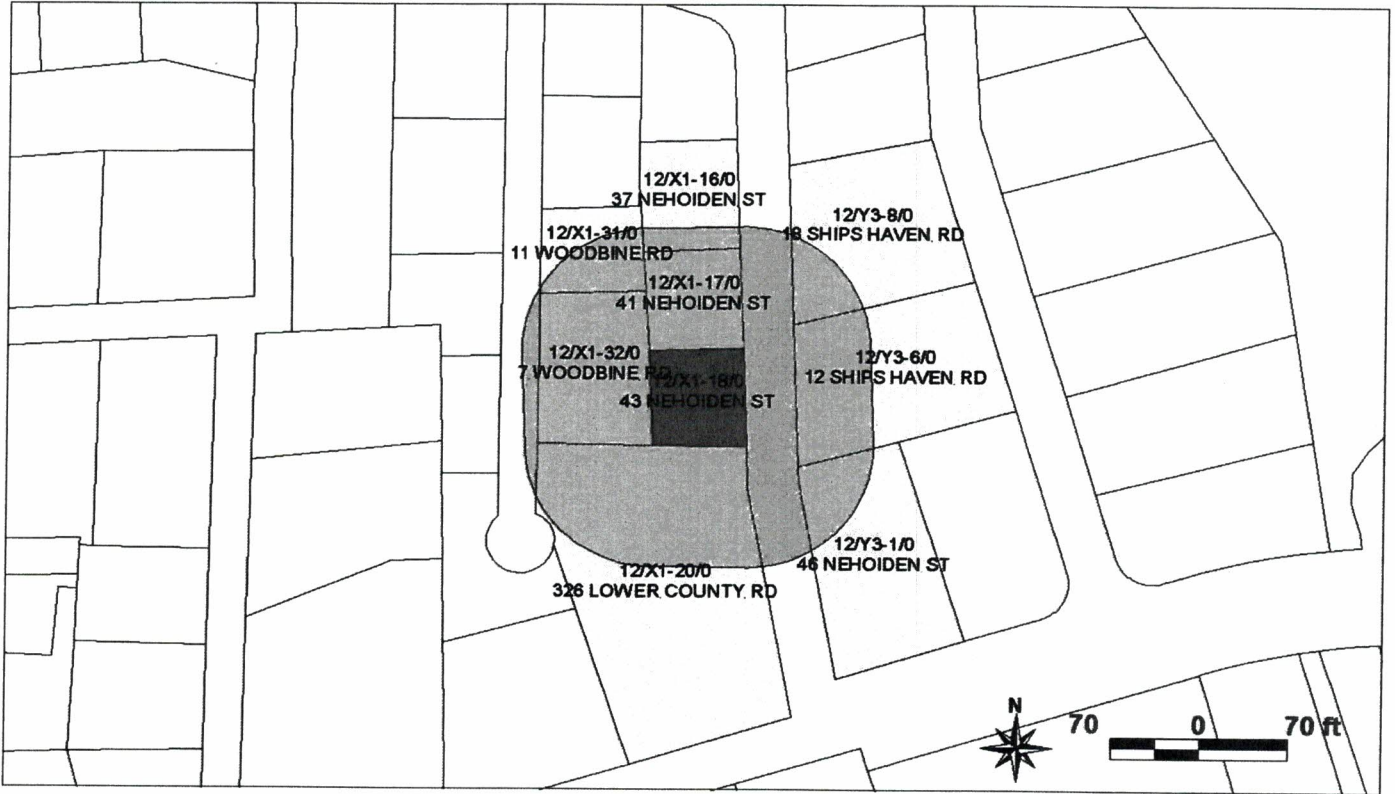 12/X1-16/0
37 NEHOIDEN ST
12/Y3-8/0
18 SHIPS HAVEN RD
12/X1-31/0
11 WOODBINE RD
12/X1-17/0
41 NEHOIDEN ST
12/X1-32/0
7 WOODBINE RD
12/Y3-6/0
12 SHIPS HAVEN RD
12/X1-18/0
43 NEHOIDEN ST
12/Y3-1/0
46 NEHOIDEN ST
12/X1-20/0
326 LOWER COUNTY RD
N
70 0 70 ft